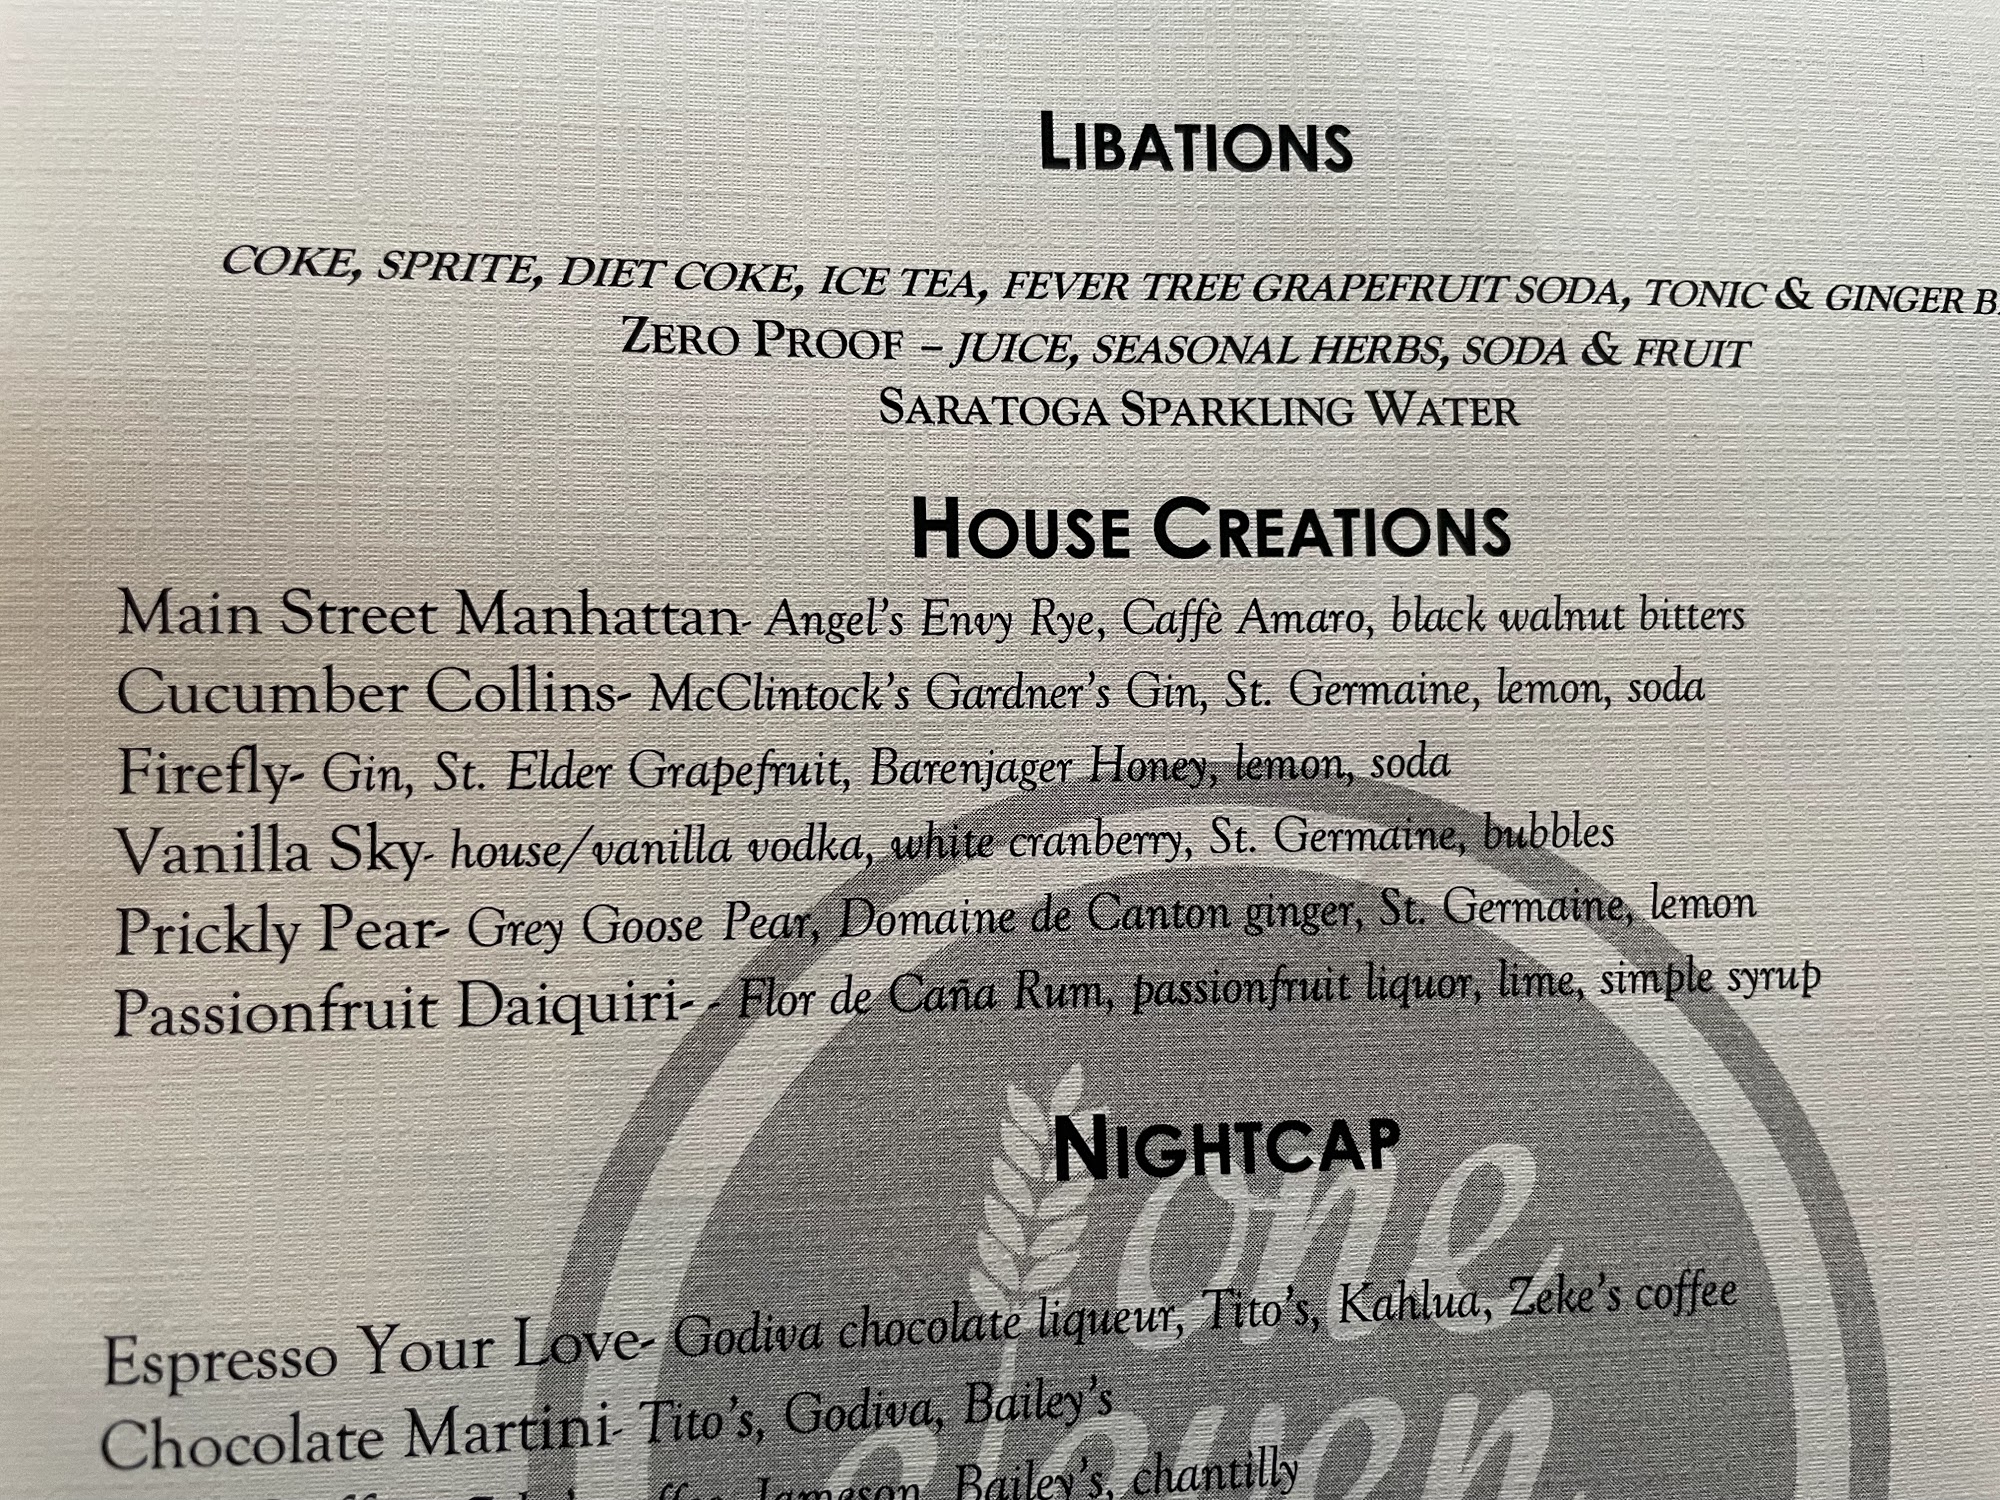 LIBATIONS
COKE, SPRITE, DIET COKE, ICE TEA, FEVER TREE GRAPEFRUIT SODA, TONIC & GINGER
ZERO PROOF – JUICE, SEASONAL HERBS, SODA & FRUIT
SARATOGA SPARKLING WATER
HOUSE CREATIONS
Main Street Manhattan- Angel's Envy Rye, Caffè Amaro, black walnut bitters
Cucumber Collins- McClintock's Gardner's Gin, St. Germaine, lemon, soda
Firefly- Gin, St. Elder Grapefruit, Barenjager Honey, lemon, soda
Vanilla Sky- house/vanilla vodka, white cranberry, St. Germaine, bubbles
Prickly Pear- Grey Goose Pear, Domaine de Canton ginger, St. Germaine, lemon
Passionfruit Daiquiri- - Flor de Caña Rum, passionfruit liquor, lime, simple syrup
NIGHTCAP
one
Espresso Your Love- Godiva chocolate liqueur, Tito's, Kahlua, Zeke's coffee
Chocolate Martini- Tito's, Godiva, Bailey's
eleven
Jameson, Bailey's, chantilly